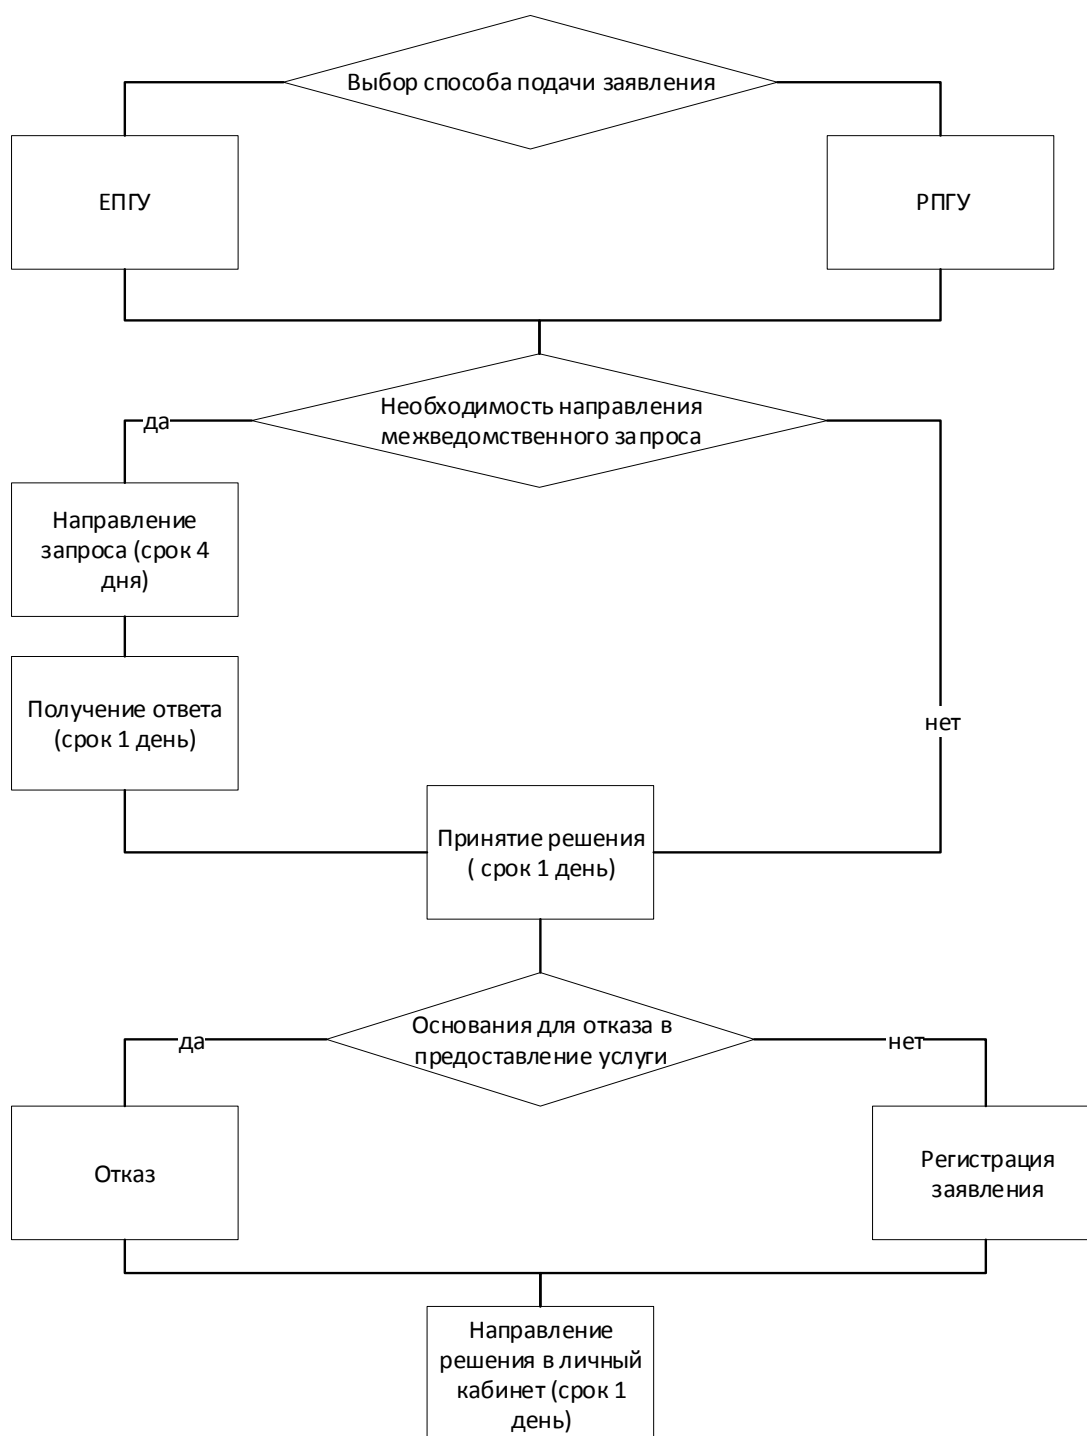 Выбор способа подачи заявления
ЕПГУ
РПГУ
Необходимость направления
межведомственного запроса
да
Направление
запроса (срок 4
дня)
Получение ответа
(срок 1 день)
нет
Принятие решения
( срок 1 день)
Основания для отказа в
предоставление услуги
да
нет
Отказ
Регистрация
заявления
Направление
решения в личный
кабинет (срок 1
день)